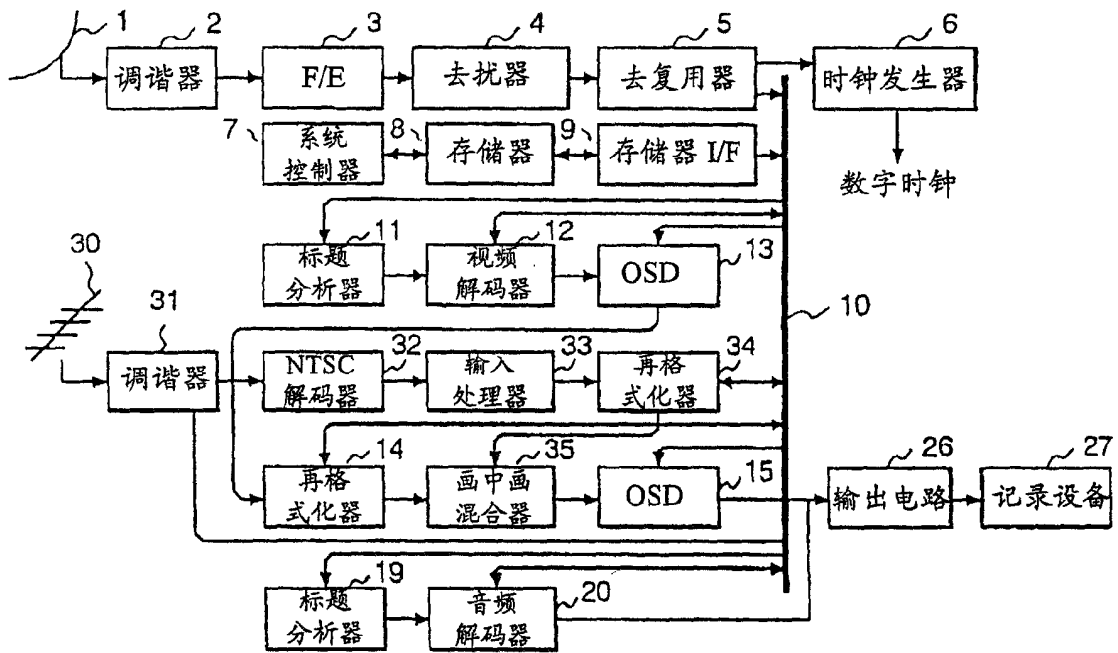 1
2
3
4
5
6
调谐器
F/E
去扰器
去复用器
时钟发生器
7
8
9
系统
控制器
存储器
存储器 I/F
数字时钟
11
12
13
标题
分析器
视频
解码器
OSD
30
10
31
32
33
34
调谐器
NTSC
解码器
输入
处理器
再格
式化器
14
35
15
26
27
再格
式化器
画中画
混合器
OSD
输出电路
记录设备
19
20
标题
分析器
音频
解码器